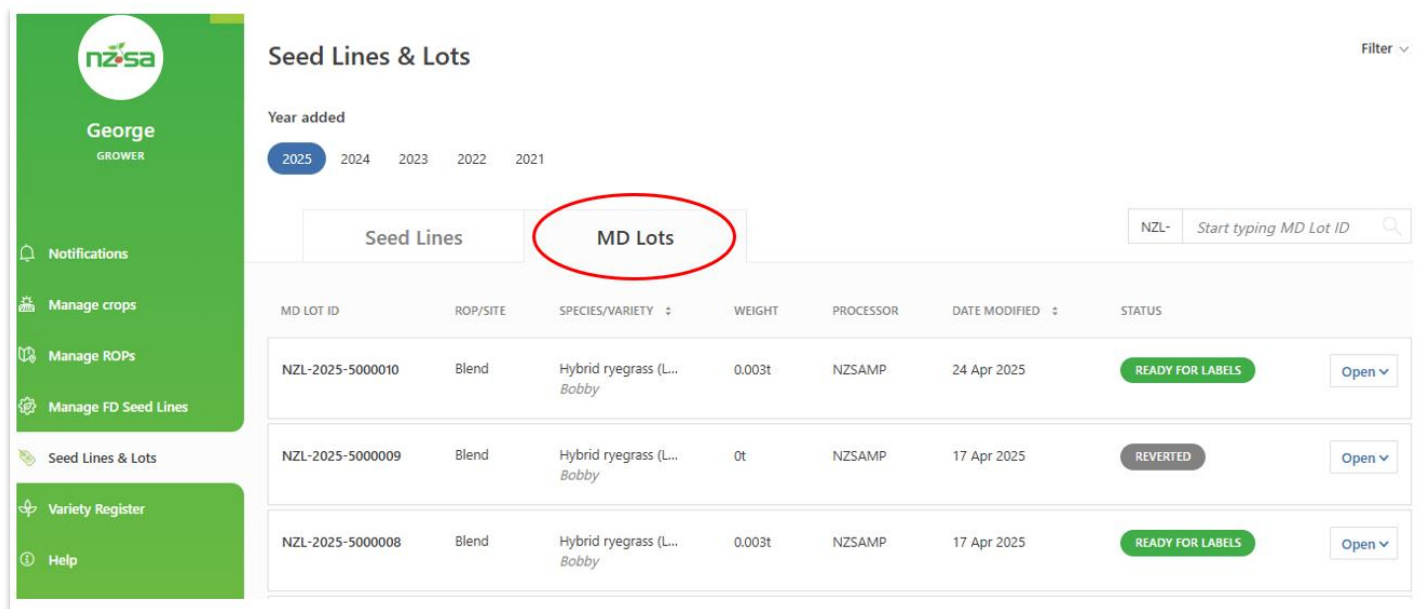 nzsa
George
GROWER
Notifications
Manage crops
Manage ROPs
Manage FD Seed Lines
Seed Lines & Lots
Variety Register
Help
Seed Lines & Lots
Filter
Year added
2025 2024 2023 2022 2021
Seed Lines MD Lots
NZL- Start typing MD Lot ID
MD LOT ID ROP/SITE SPECIES/VARIETY WEIGHT PROCESSOR DATE MODIFIED STATUS
NZL-2025-5000010 Blend Hybrid ryegrass (L... 0.003t NZSAMP 24 Apr 2025 READY FOR LABELS Open
Bobby
NZL-2025-5000009 Blend Hybrid ryegrass (L... 0t NZSAMP 17 Apr 2025 REVERTED Open
Bobby
NZL-2025-5000008 Blend Hybrid ryegrass (L... 0.003t NZSAMP 17 Apr 2025 READY FOR LABELS Open
Bobby